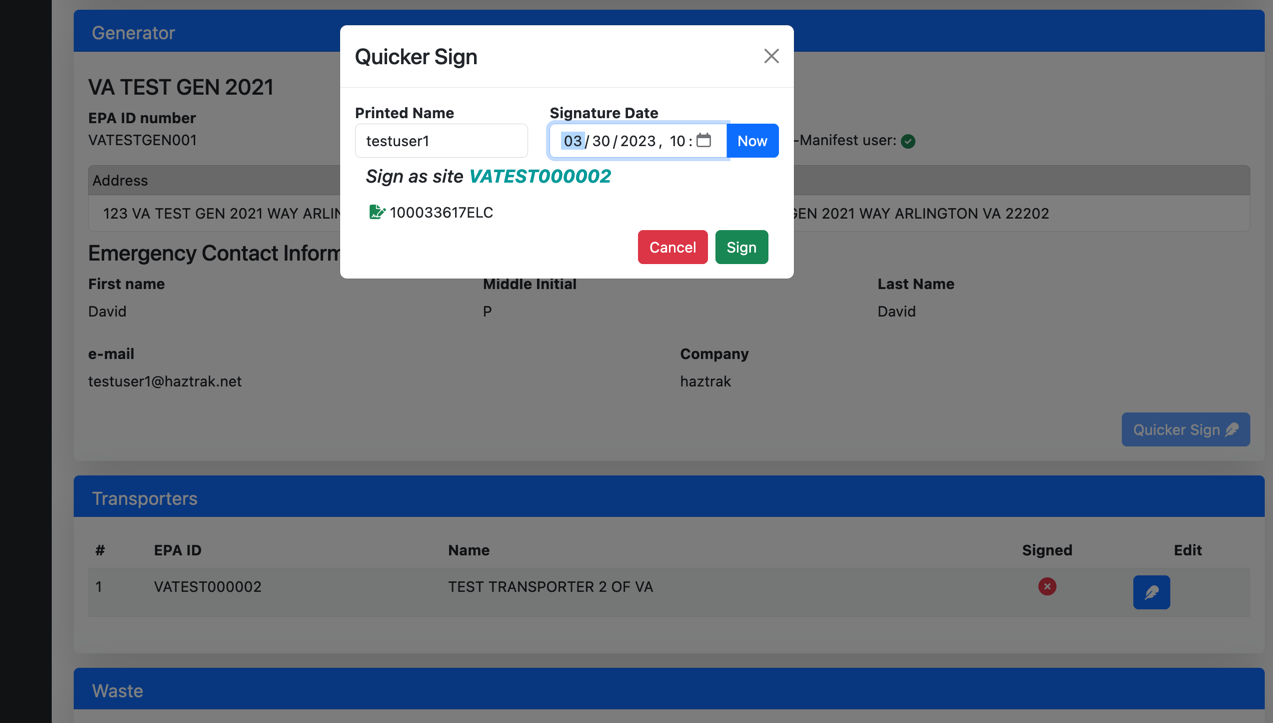 Generator
Quicker Sign
VA TEST GEN 2021
Printed Name Signature Date
EPA ID number
testuser1 03/30/2023, 10: Now
VATESTGEN001 -Manifest user:
Sign as site VATEST000002
Address
100033617ELC
123 VA TEST GEN 2021 WAY 2021 WAY ARLINGTON VA 22202
Cancel Sign
Emergency Contact
First name Middle Initial Last Name
David P David
e-mail Company
testuser1@haztrak.net haztrak
Quicker Sign
Transporters
# EPA ID Name Signed Edit
1 VATEST000002 TEST TRANSPORTER 2 OF VA
Waste